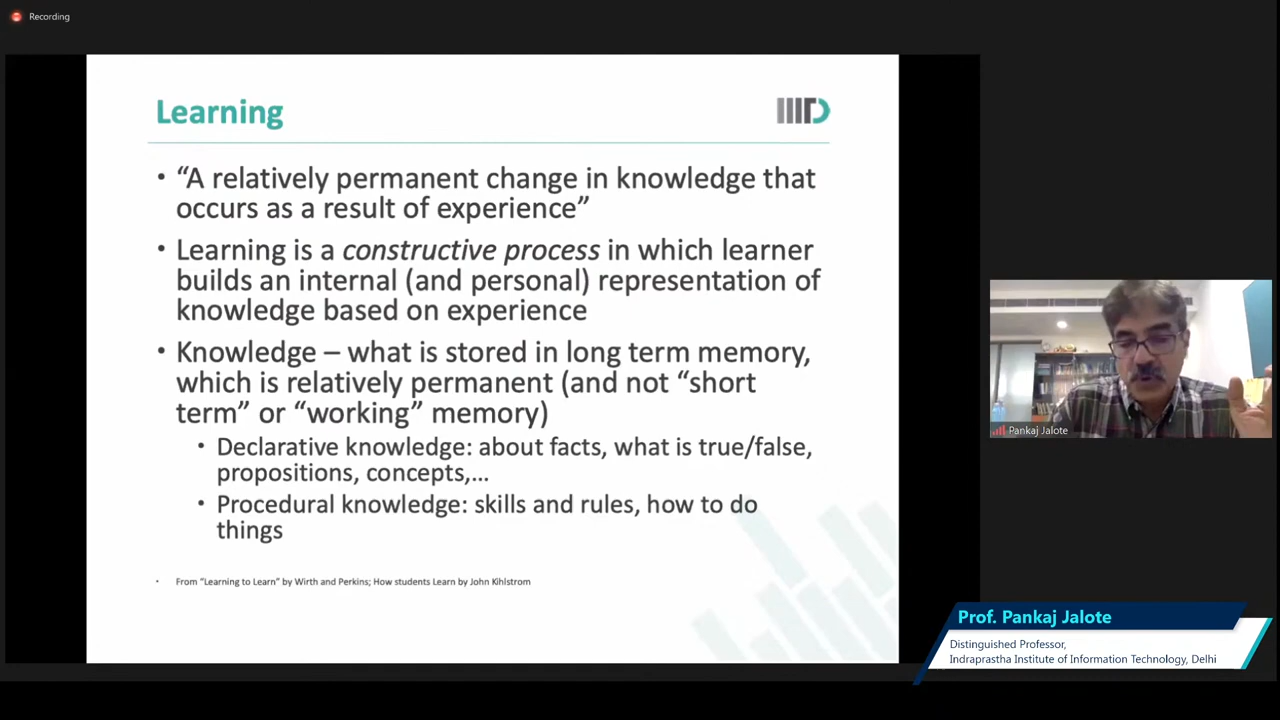 Recording
Learning
IIITD
• “A relatively permanent change in knowledge that
occurs as a result of experience”
• Learning is a constructive process in which learner
builds an internal (and personal) representation of
knowledge based on experience
• Knowledge – what is stored in long term memory,
which is relatively permanent (and not “short
term” or “working” memory)
• Declarative knowledge: about facts, what is true/false,
propositions, concepts,...
• Procedural knowledge: skills and rules, how to do
things
• From “Learning to Learn” by Wirth and Perkins; How students Learn by John Kihlstrom
Pankaj Jalote
Prof. Pankaj Jalote
Distinguished Professor,
Indraprastha Institute of Information Technology, Delhi